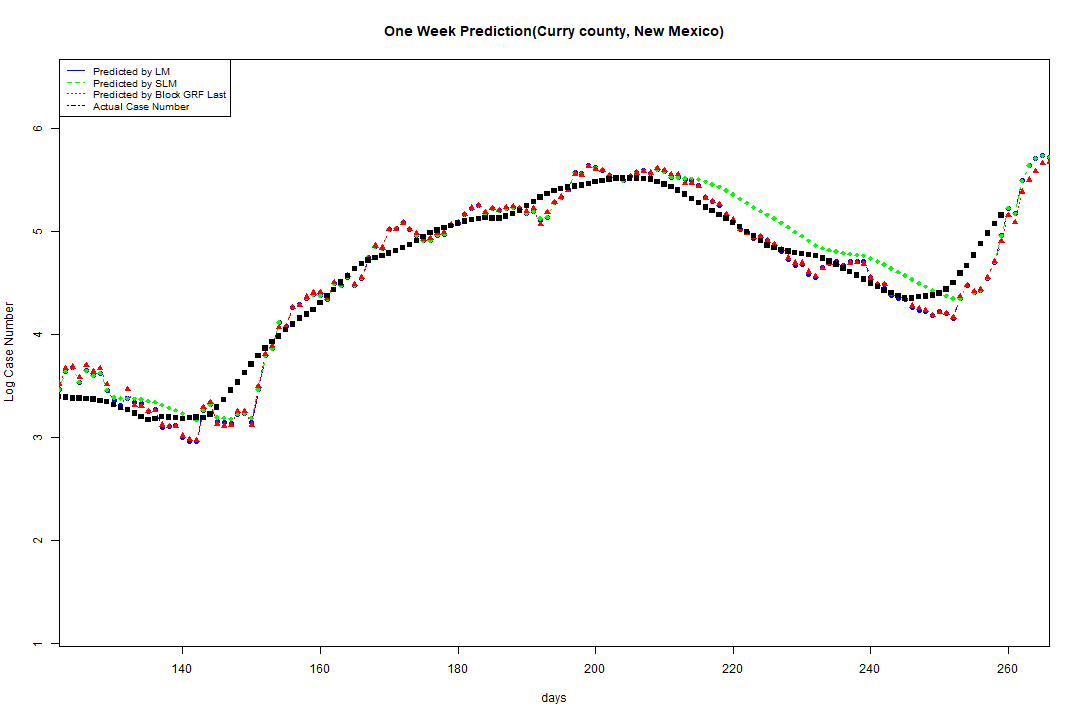 One Week Prediction(Curry county, New Mexico)
Predicted by LM
Predicted by SLM
Predicted by Block GRF Last
Actual Case Number
6
5
4
3
2
1
Log Case Number
140 160 180 200 220 240 260
days